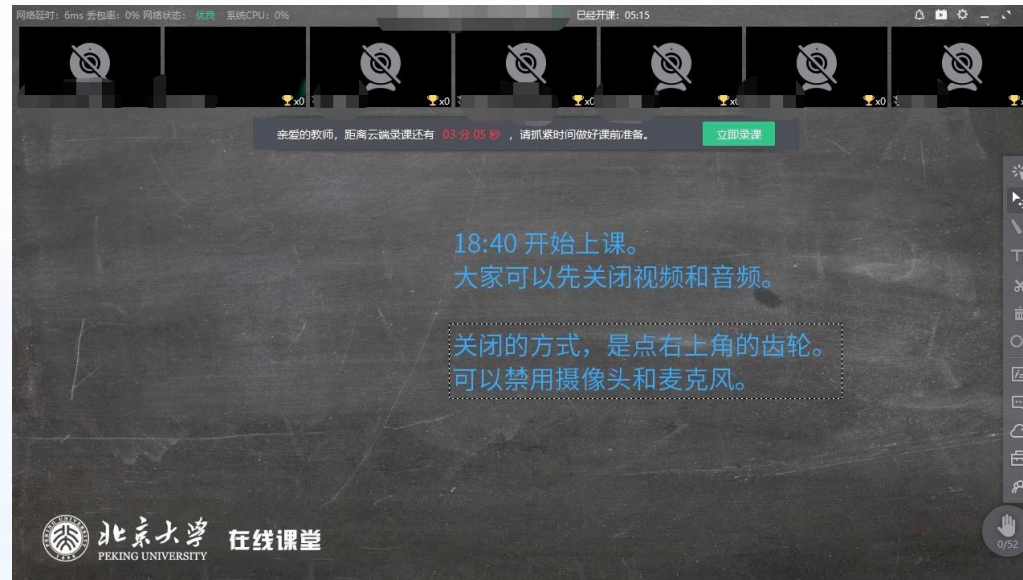 网络延时：6ms 丢包率：0% 网络状态：优良 系统CPU：0%
已经开课：05:15
x0
x0
x0
x0
亲爱的教师，距离云端录课还有 03 分 05 秒 ，请抓紧时间做好课前准备。
立即录课
18:40 开始上课。
大家可以先关闭视频和音频。
关闭的方式，是点右上角的齿轮。
可以禁用摄像头和麦克风。
北京大学 在线课堂
PEKING UNIVERSITY
0/52